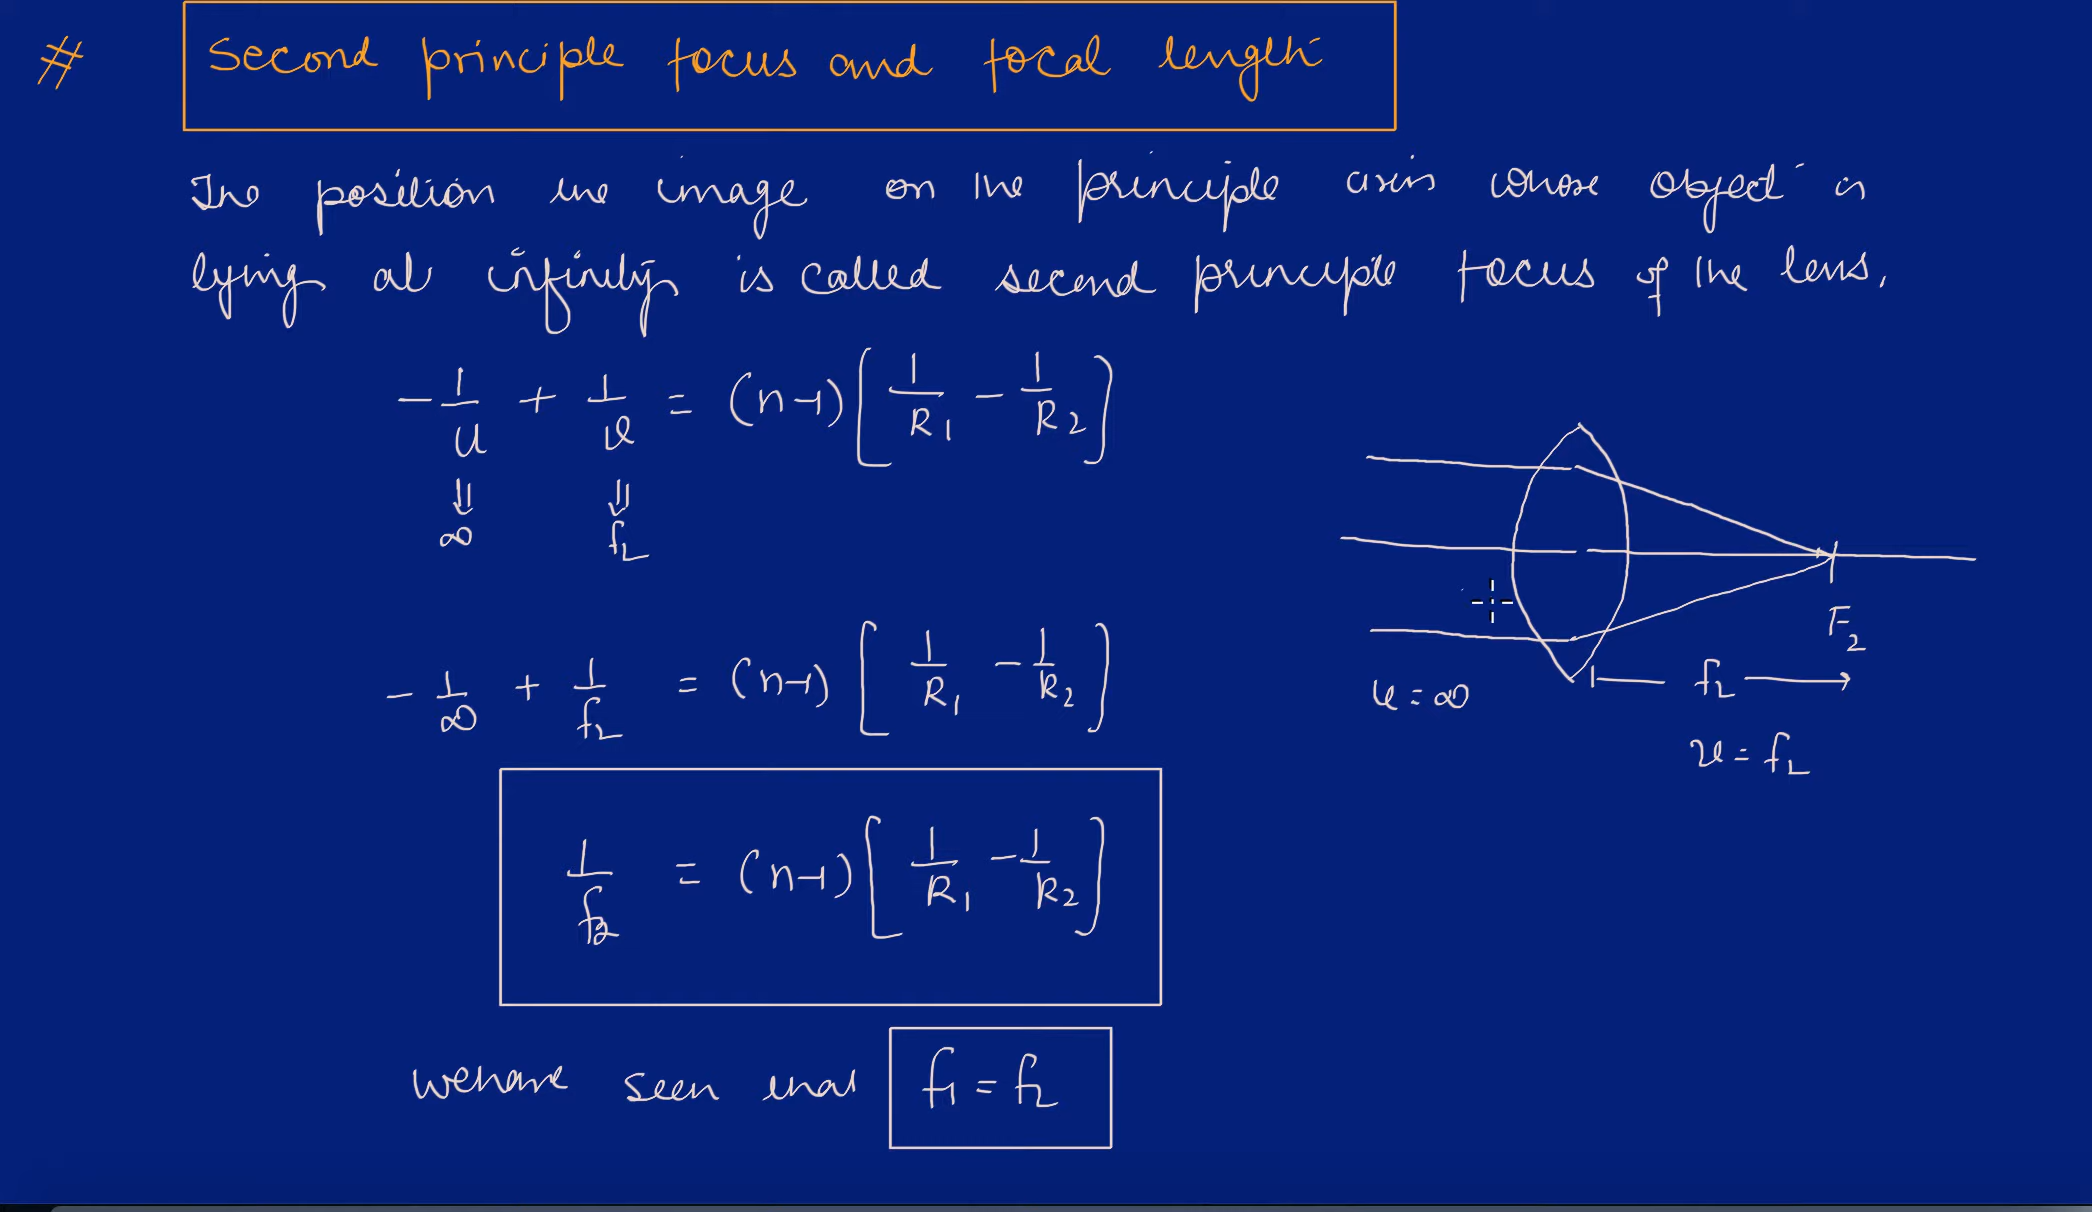 # Second principle focus and focal length
The position the image on the principle axis whose object is
lying at infinity is called second principle focus of the lens.
- 1/u + 1/v = (n-1) [ 1/R1 - 1/R2 ]
⇓ ⇓
∞ f2
- 1/∞ + 1/f2 = (n-1) [ 1/R1 - 1/R2 ]
1/f2 = (n-1) [ 1/R1 - 1/R2 ]
we have seen that f1 = f2
F2
u = ∞
f2
v = f2